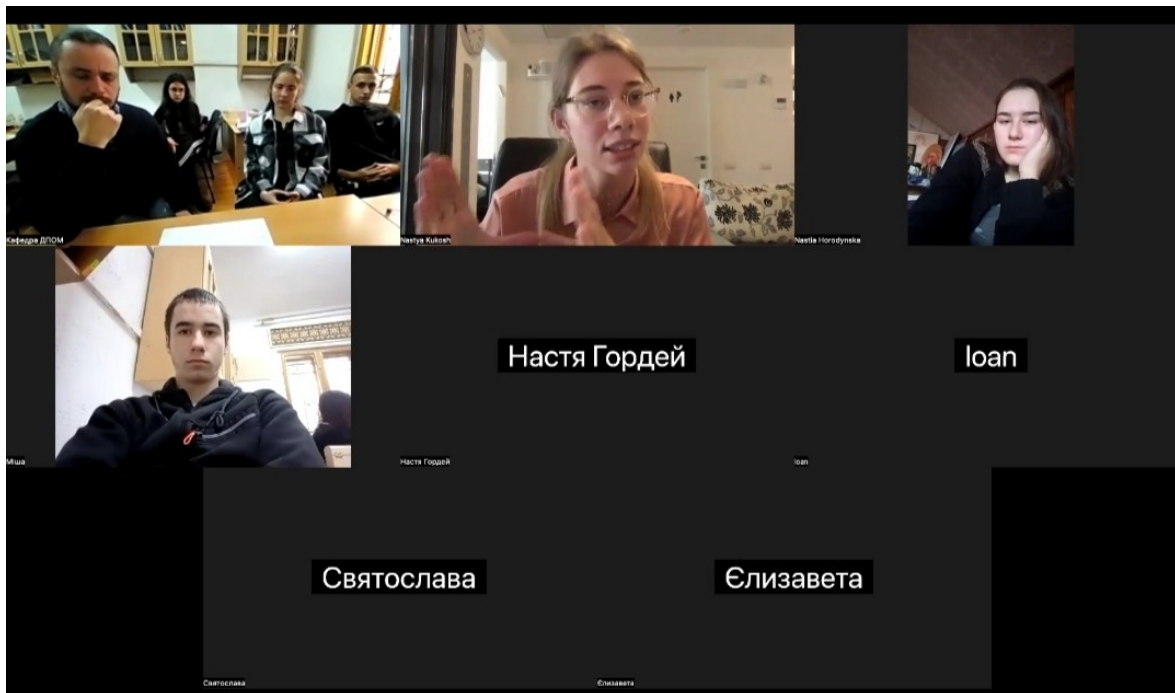 Кафедра ДПОМ
Nastya Kukosh
Nastia Horodynska
Міша
Настя Гордей
Настя Гордей
Ioan
Ioan
Святослава
Святослава
Єлизавета
Єлизавета